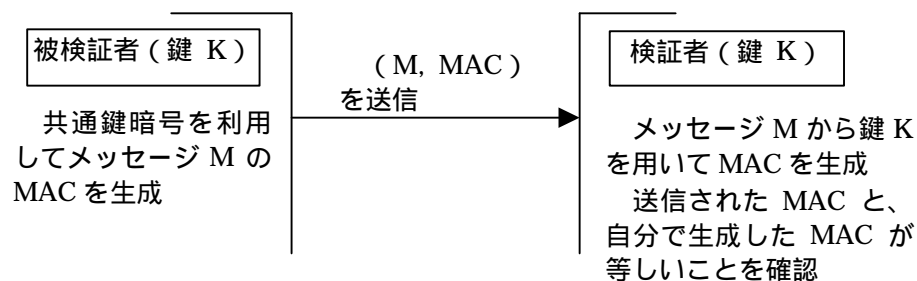 被検証者（鍵 K）
共通鍵暗号を利用
してメッセージ M の
MAC を生成
（M, MAC）
を送信
検証者（鍵 K）
メッセージ M から鍵 K
を用いて MAC を生成
送信された MAC と、
自分で生成した MAC が
等しいことを確認